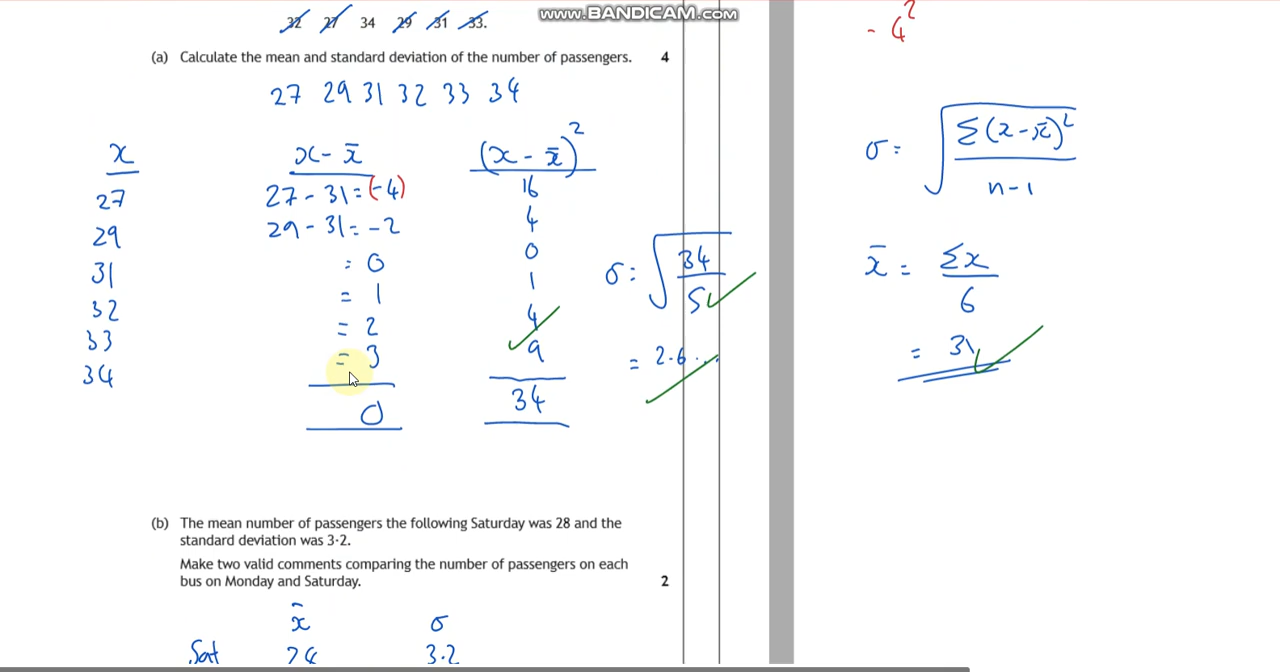 www.BANDICAM.com
32 27 34 29 31 33.
(a) Calculate the mean and standard deviation of the number of passengers. 4
27 29 31 32 33 34
x
27
29
31
32
33
34
x - x̄
27 - 31 = (-4)
29 - 31 = -2
= 0
= 1
= 2
= 3
0
(x - x̄)²
16
4
0
1
4
9
34
σ = √34/5
= 2.6...
- 4²
σ = √Σ(x - x̄)²/n-1
x̄ = Σx/6
= 31
(b) The mean number of passengers the following Saturday was 28 and the
standard deviation was 3·2.
Make two valid comments comparing the number of passengers on each
bus on Monday and Saturday. 2
x̄ σ
Sat 3.2